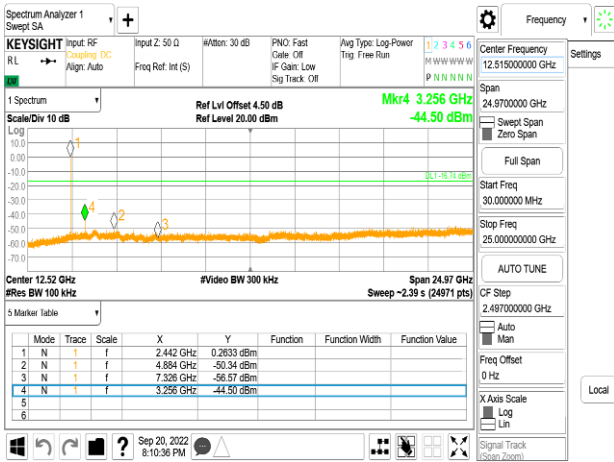 Spectrum Analyzer 1
Swept SA
+
Frequency
KEYSIGHT
RL
Input: RF
Coupling: DC
Align: Auto
Input Z: 50 Ω
Freq Ref: Int (S)
#Atten: 30 dB
PNO: Fast
Gate: Off
IF Gain: Low
Sig Track: Off
Avg Type: Log-Power
Trig: Free Run
1 2 3 4 5 6
M W W W W W
P N N N N N
1 Spectrum
Scale/Div 10 dB
Ref Lvl Offset 4.50 dB
Ref Level 20.00 dBm
Mkr4 3.256 GHz
-44.50 dBm
Log
10.0
0.00
-10.0
-20.0
-30.0
-40.0
-50.0
-60.0
-70.0
1
4
2
3
DL1 -16.74 dBm
Center 12.52 GHz
#Res BW 100 kHz
#Video BW 300 kHz
Span 24.97 GHz
Sweep ~2.39 s (24971 pts)
5 Marker Table
Mode Trace Scale X Y Function Function Width Function Value
1 N 1 f 2.442 GHz 0.2633 dBm
2 N 1 f 4.884 GHz -50.34 dBm
3 N 1 f 7.326 GHz -56.57 dBm
4 N 1 f 3.256 GHz -44.50 dBm
5
6
Sep 20, 2022
8:10:36 PM
Center Frequency
12.515000000 GHz
Span
24.9700000 GHz
Swept Span
Zero Span
Full Span
Start Freq
30.000000 MHz
Stop Freq
25.000000000 GHz
AUTO TUNE
CF Step
2.497000000 GHz
Auto
Man
Freq Offset
0 Hz
X Axis Scale
Log
Lin
Signal Track
(Span Zoom)
Settings
Local